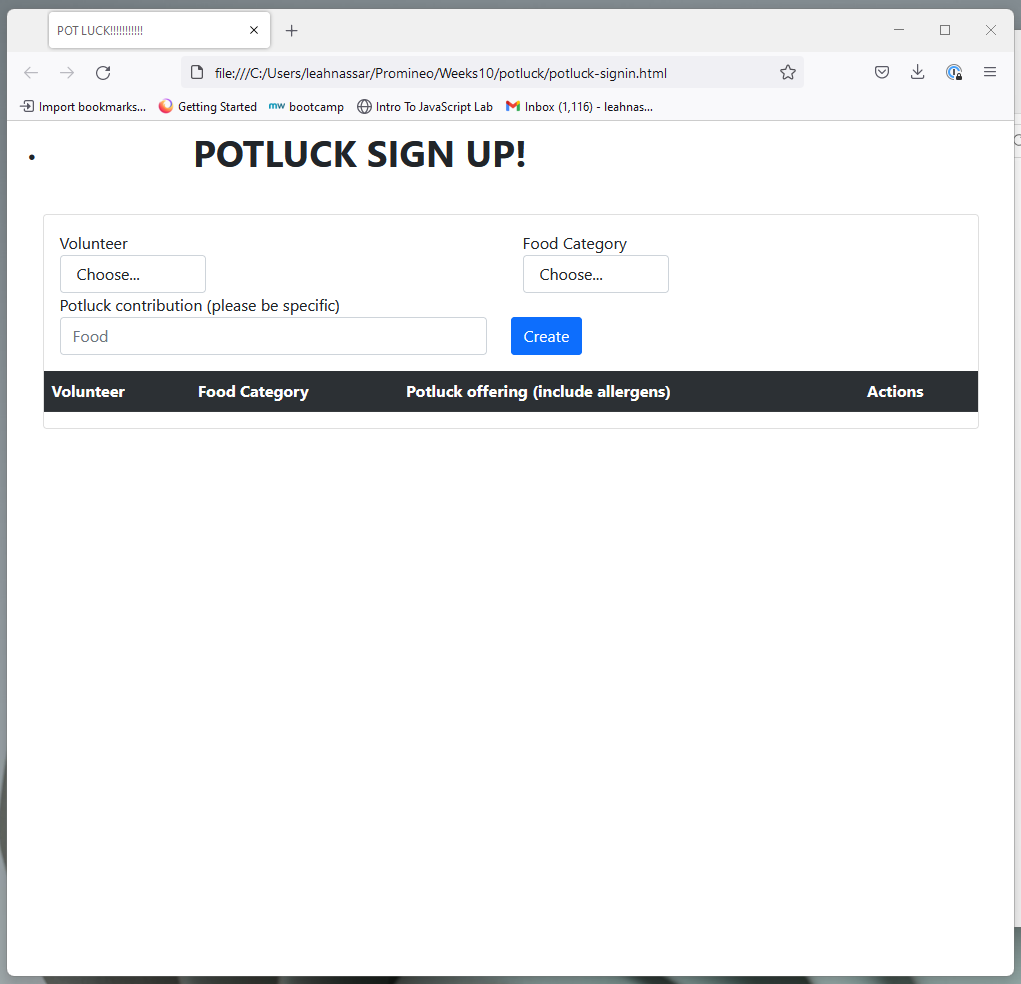 POT LUCK!!!!!!!!!!!
file:///C:/Users/leahnassar/Promineo/Weeks10/potluck/potluck-signin.html
Import bookmarks... Getting Started mw bootcamp Intro To JavaScript Lab Inbox (1,116) - leahnas...
• POTLUCK SIGN UP!
Volunteer Food Category
Choose... Choose...
Potluck contribution (please be specific)
Food Create
Volunteer Food Category Potluck offering (include allergens) Actions